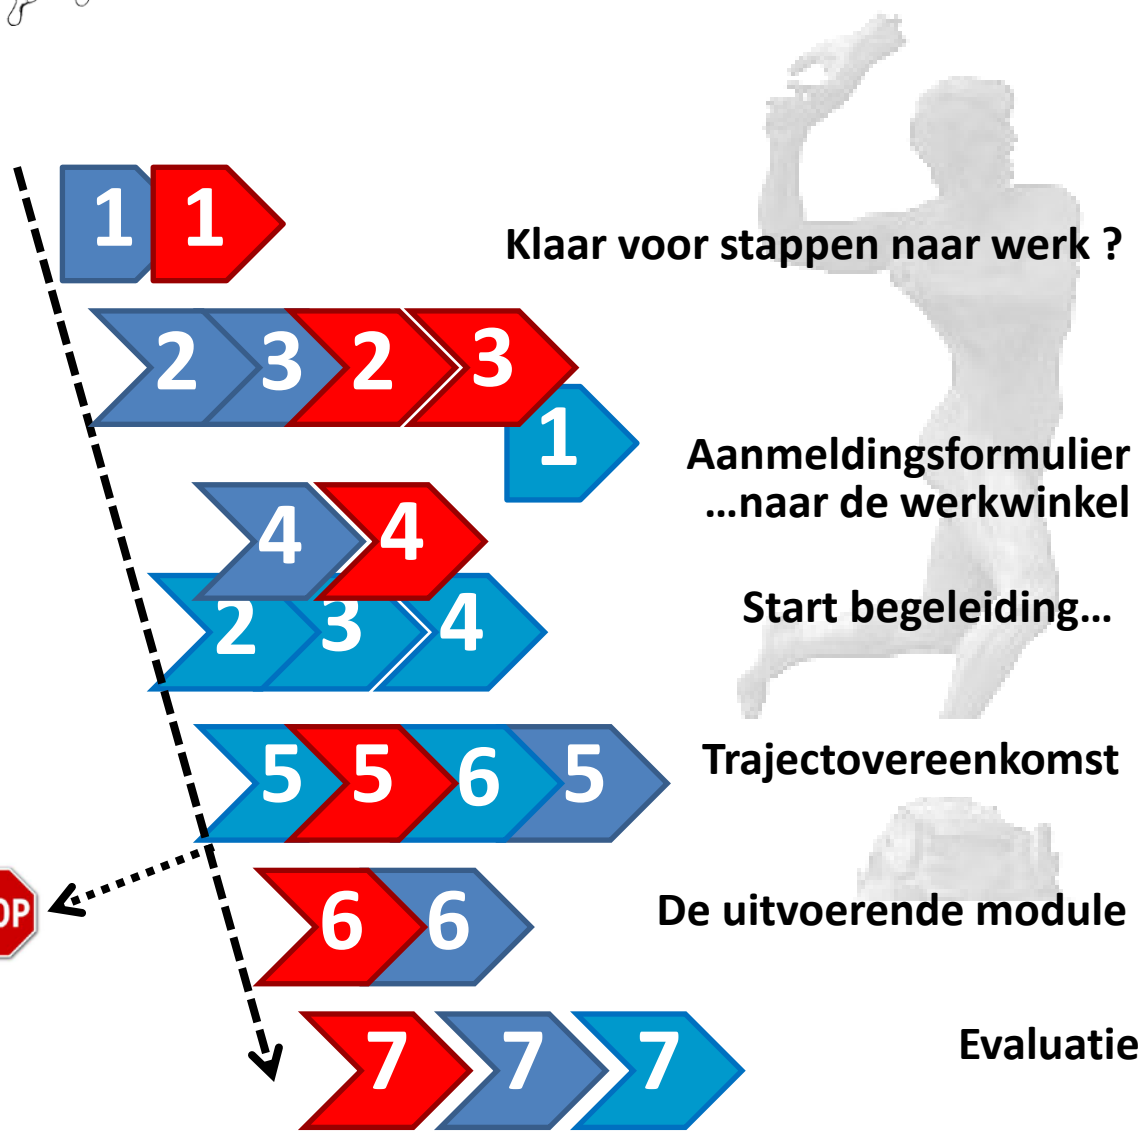 1 1
Klaar voor stappen naar werk ?
2 3 2 3
1
Aanmeldingsformulier
...naar de werkwinkel
4 4
2 3 4
Start begeleiding...
5 5 6 5
Trajectovereenkomst
OP
6 6
De uitvoerende module
7 7 7
Evaluatie